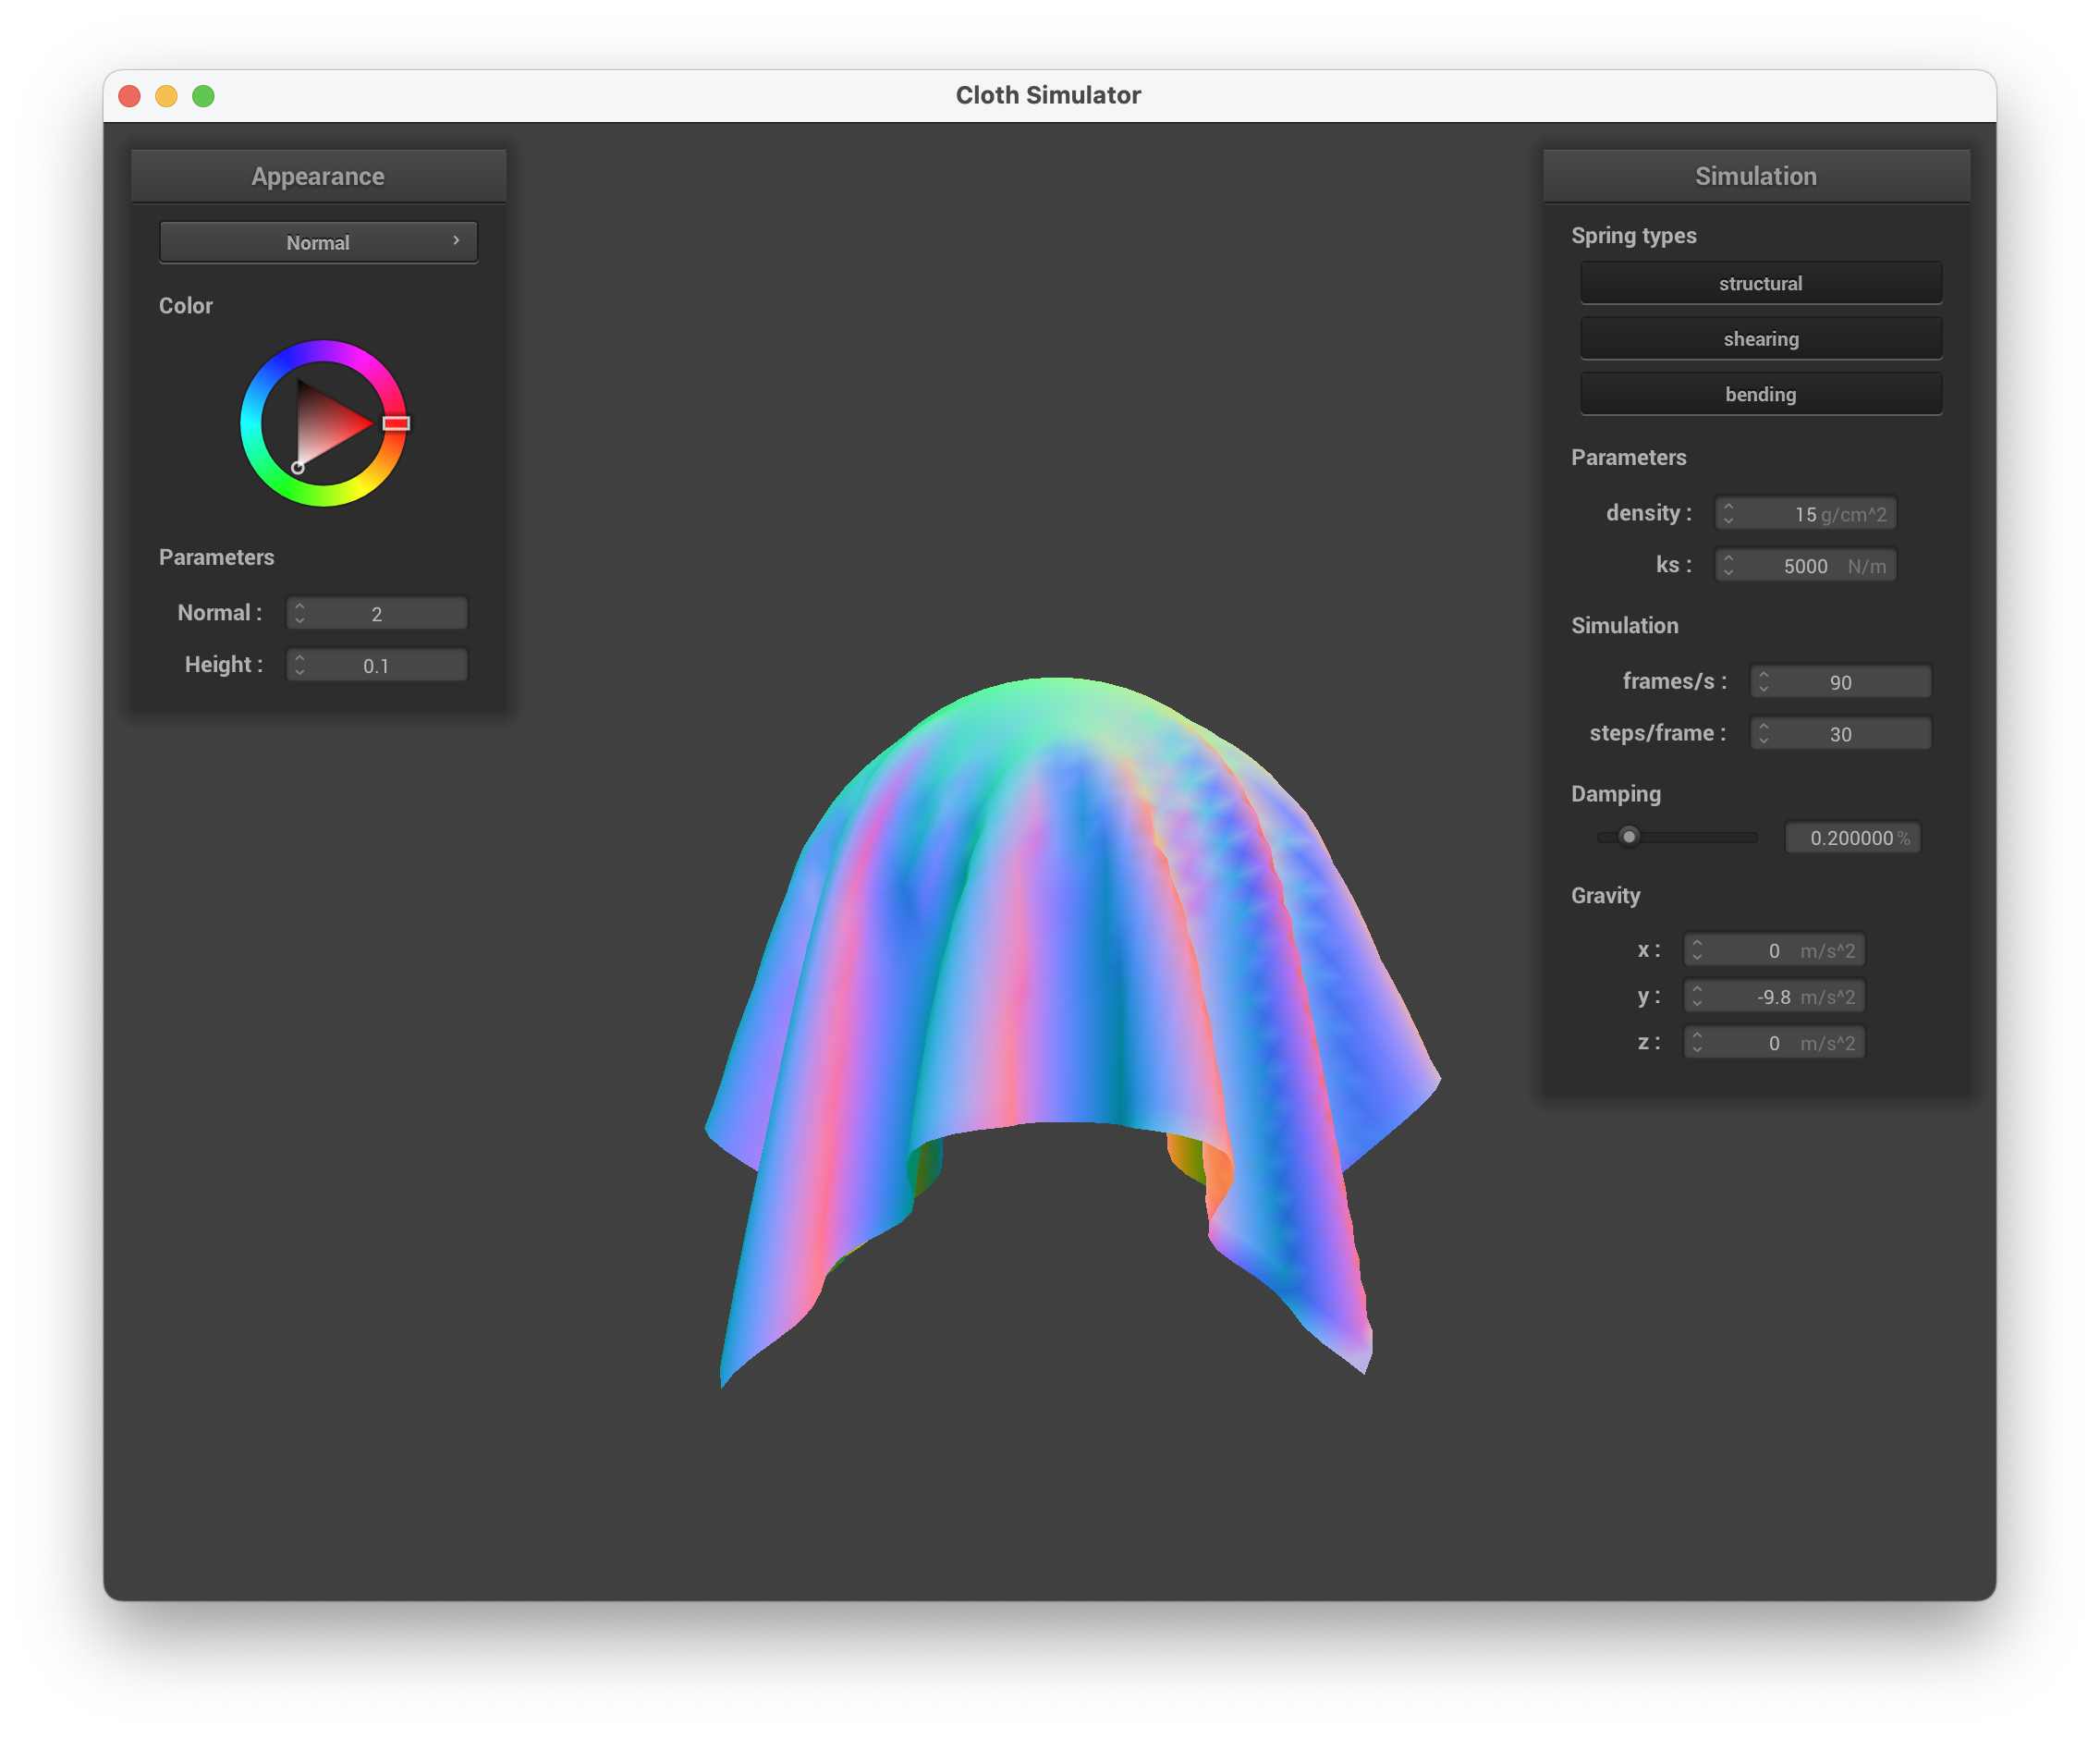 Cloth Simulator
Appearance
Normal
Color
Parameters
Normal :
2
Height :
0.1
Simulation
Spring types
structural
shearing
bending
Parameters
density :
15 g/cm^2
ks :
5000 N/m
Simulation
frames/s :
90
steps/frame :
30
Damping
0.200000 %
Gravity
x :
0 m/s^2
y :
-9.8 m/s^2
z :
0 m/s^2